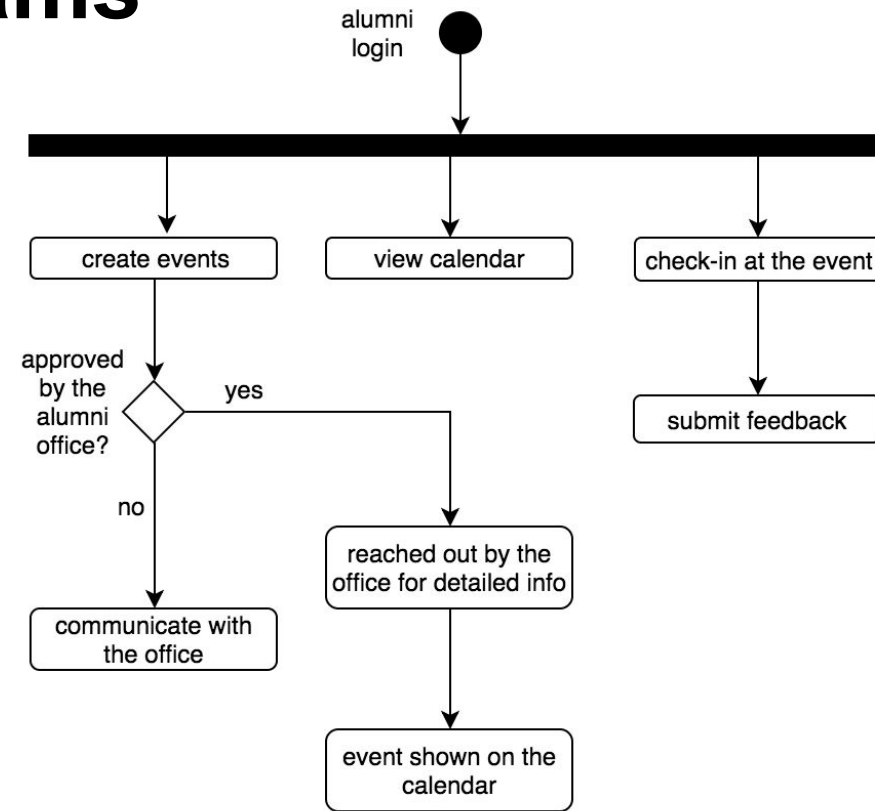 alumni
login
create events
view calendar
check-in at the event
approved
by the
alumni
office?
yes
submit feedback
no
reached out by the
office for detailed info
communicate with
the office
event shown on the
calendar